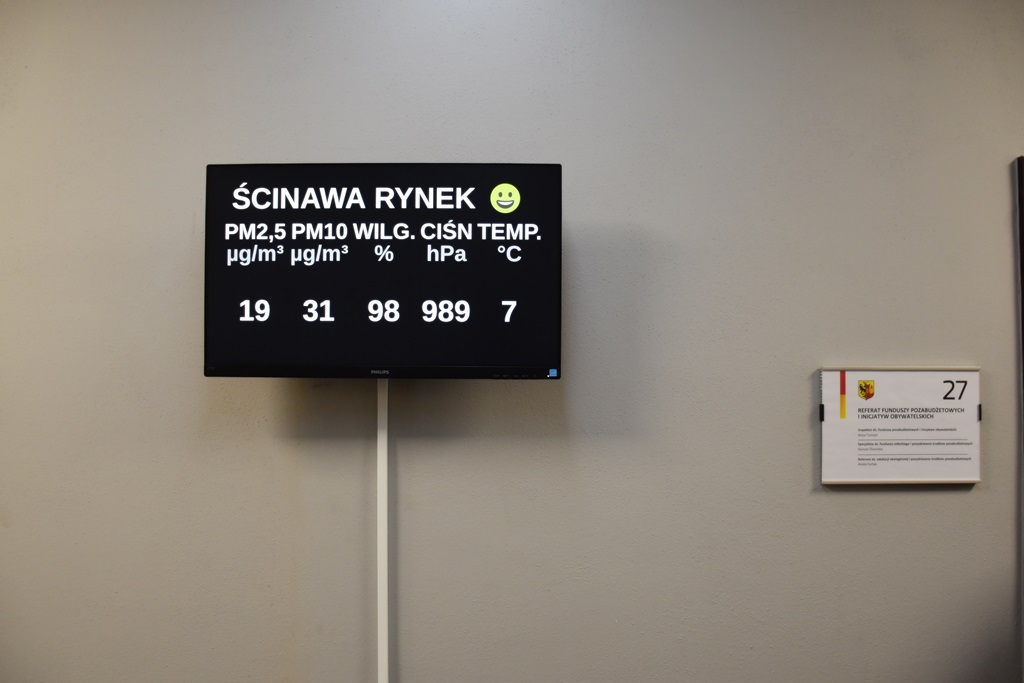 ŚCINAWA RYNEK
PM2,5 PM10 WILG. CIŚN TEMP.
µg/m³ µg/m³ % hPa °C
19 31 98 989 7
PHILIPS
27
REFERAT FUNDUSZY POZABUDŻETOWYCH
I INICJATYW OBYWATELSKICH